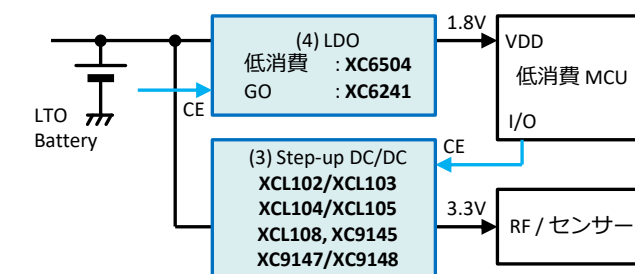 1.8V
(4) LDO
低消費 : XC6504
GO : XC6241
CE
LTO
Battery
VDD
低消費 MCU
I/O
CE
(3) Step-up DC/DC
XCL102/XCL103
XCL104/XCL105
XCL108, XC9145
XC9147/XC9148
3.3V
RF / センサー